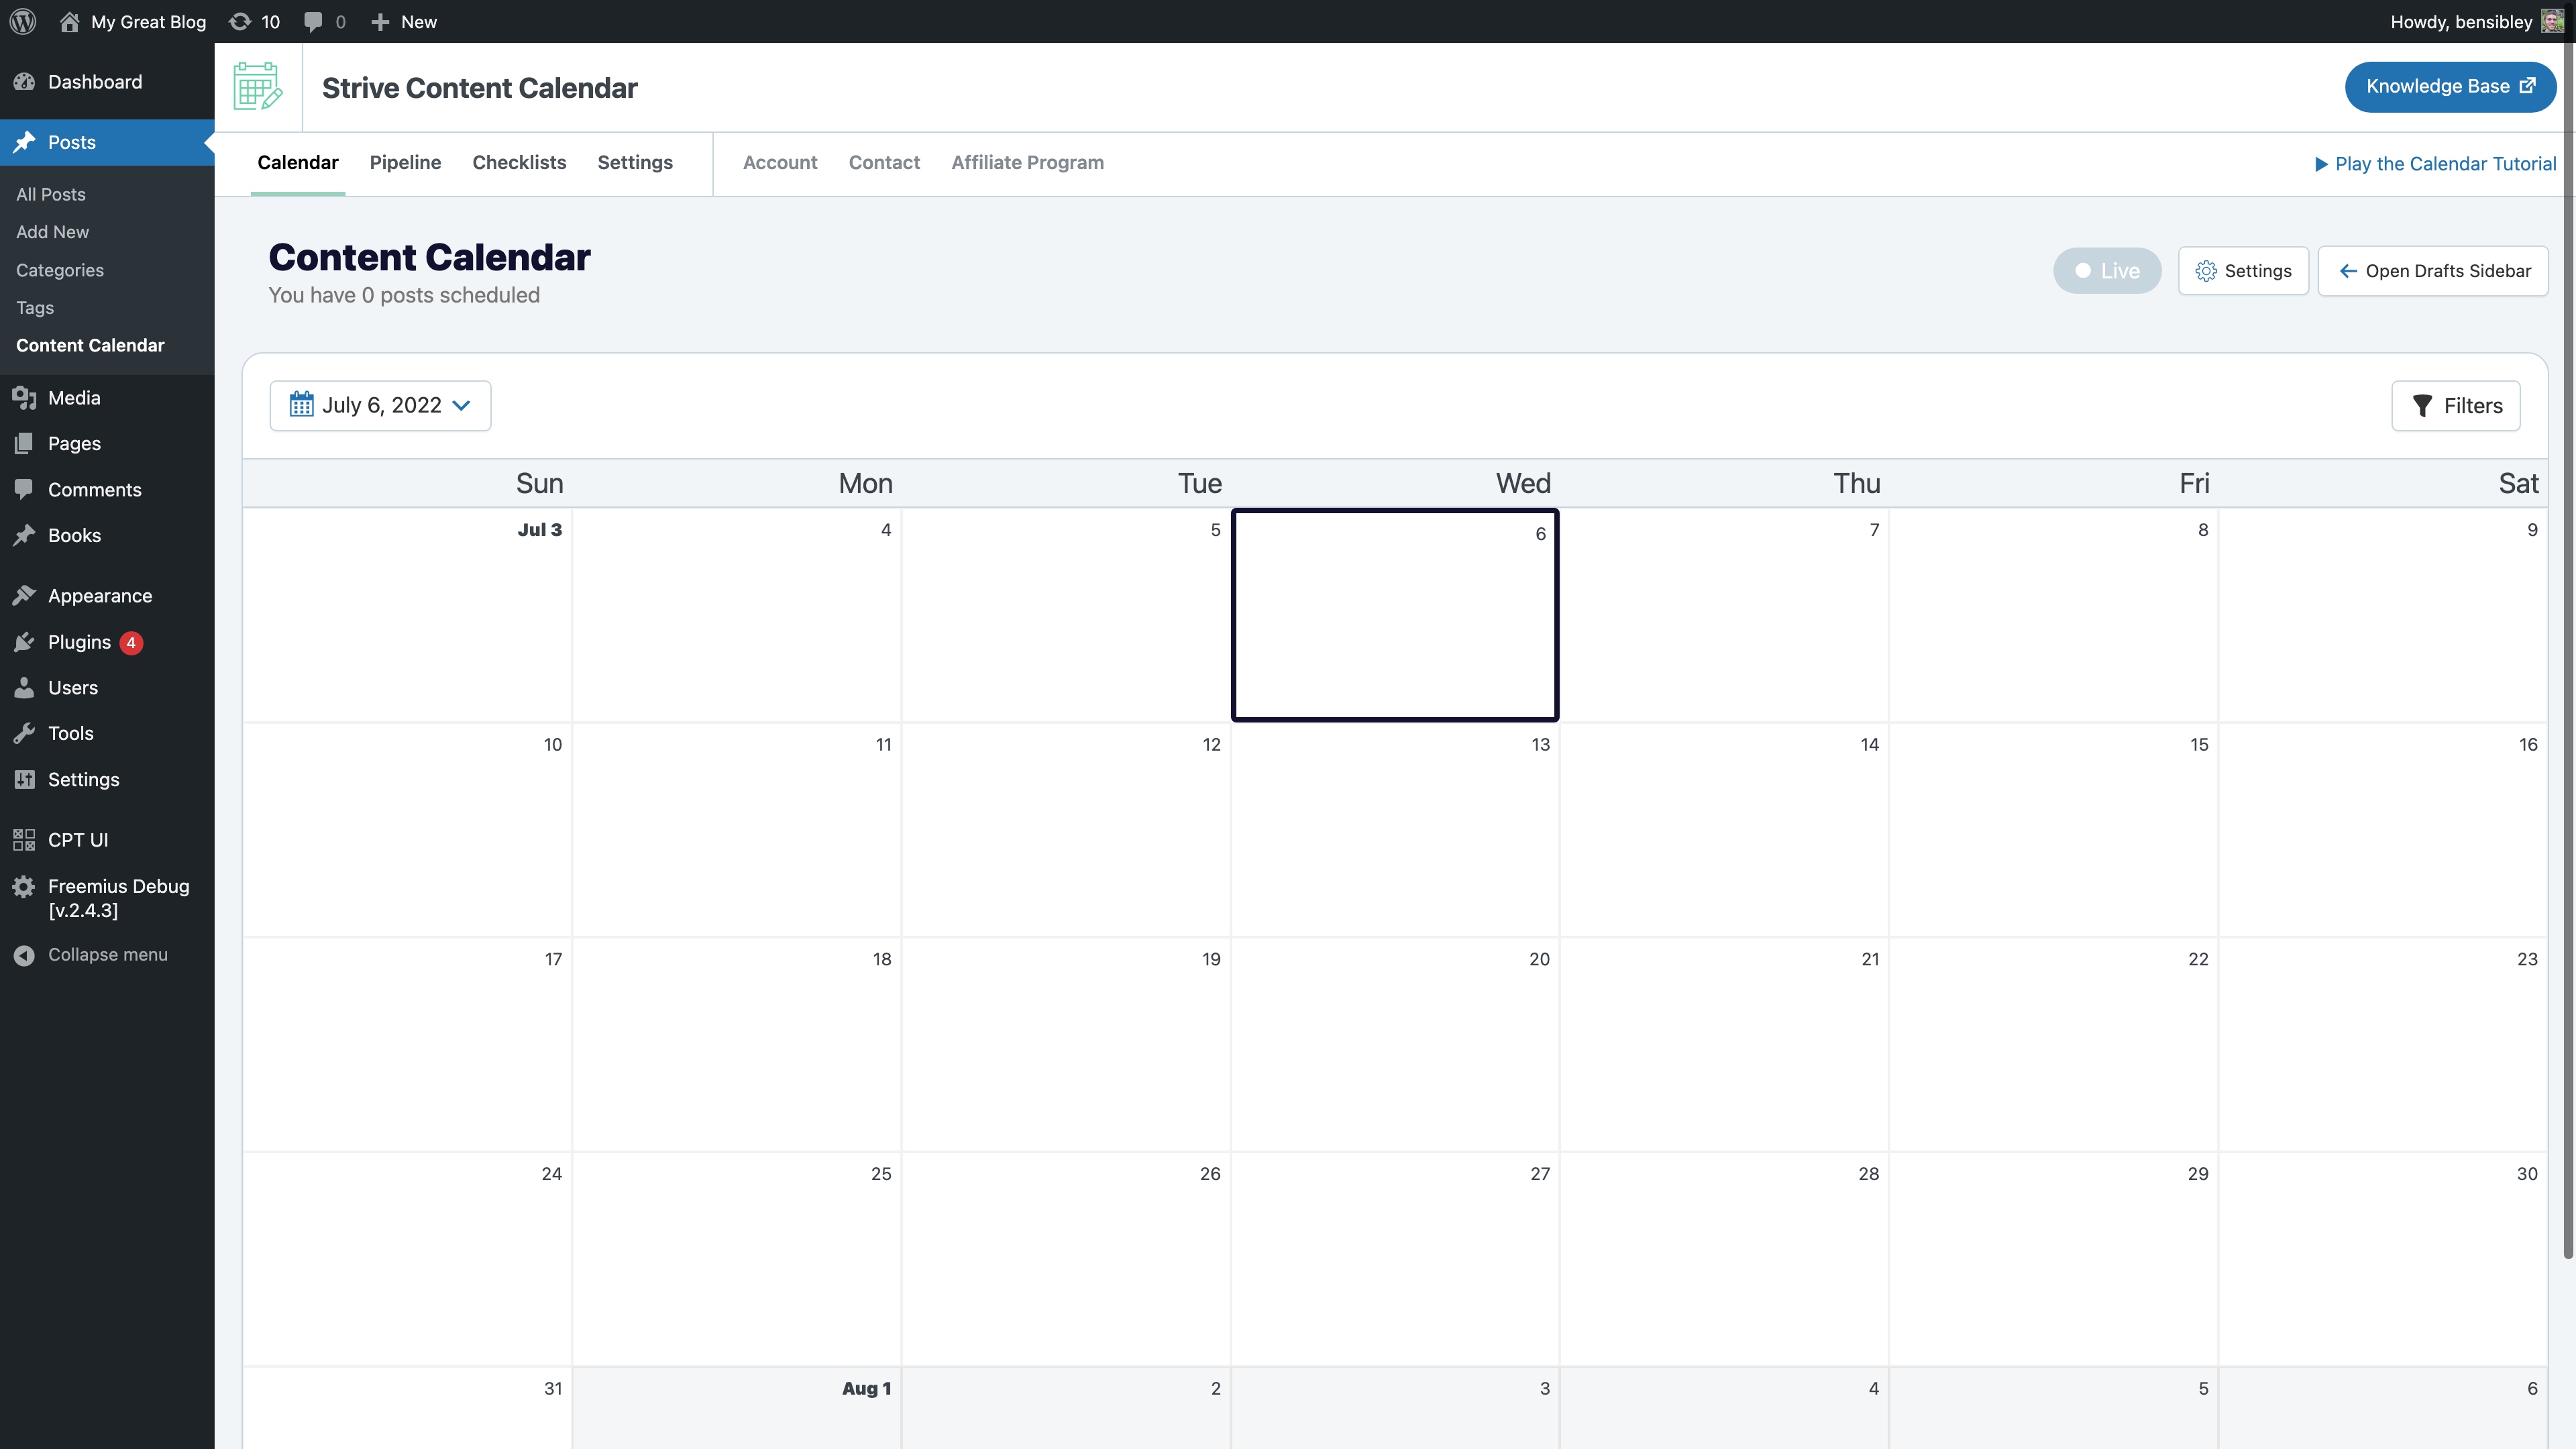 My Great Blog 10 0 New Howdy, bensibley
Dashboard
Posts
All Posts
Add New
Categories
Tags
Content Calendar
Media
Pages
Comments
Books
Appearance
Plugins 4
Users
Tools
Settings
CPT UI
Freemius Debug
[v.2.4.3]
Collapse menu
Strive Content Calendar
Knowledge Base
Calendar Pipeline Checklists Settings Account Contact Affiliate Program
Play the Calendar Tutorial
Content Calendar
You have 0 posts scheduled
Live Settings Open Drafts Sidebar
July 6, 2022 Filters
Sun Mon Tue Wed Thu Fri Sat
Jul 3 4 5 6 7 8 9
10 11 12 13 14 15 16
17 18 19 20 21 22 23
24 25 26 27 28 29 30
31 Aug 1 2 3 4 5 6